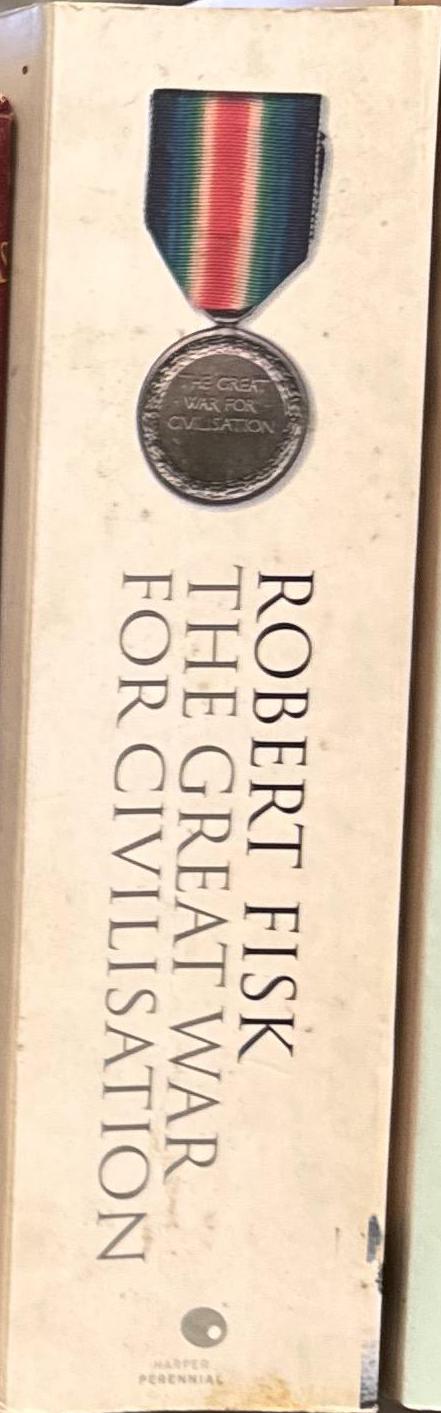 THE GREAT
WAR FOR
CIVILISATION
ROBERT FISK
THE GREAT WAR
FOR CIVILISATION
HARPER
PERENNIAL